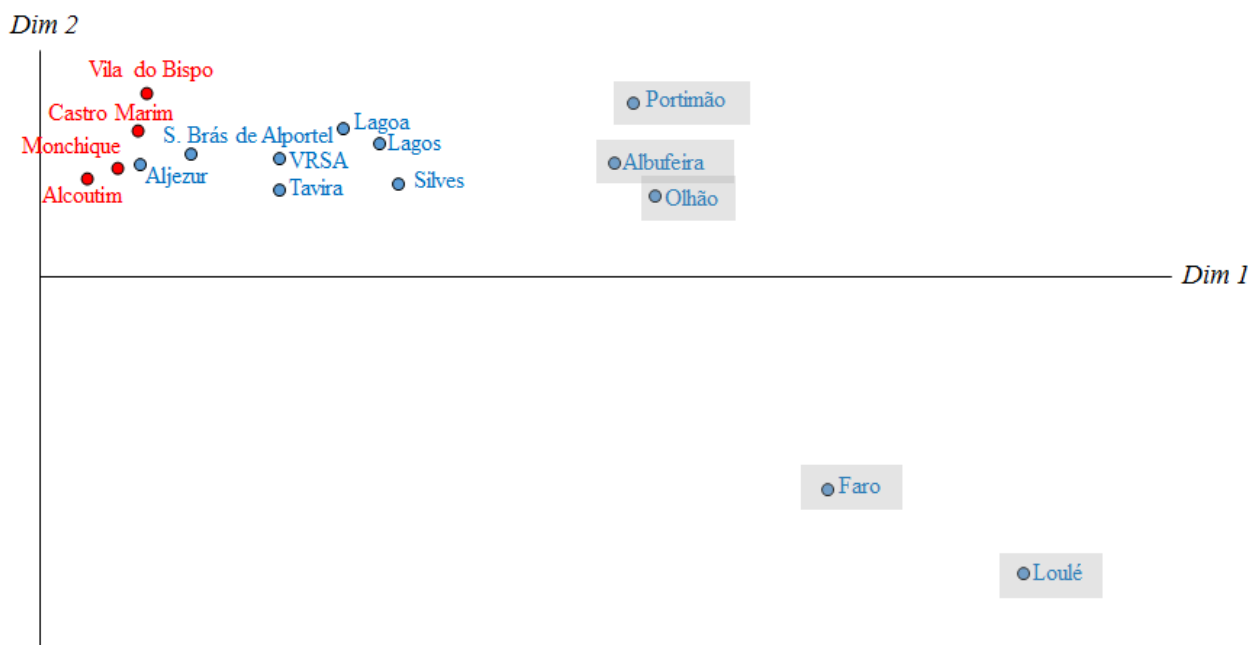 Dim 2
Vila do Bispo
Portimão
Castro Marim
Lagoa
S. Brás de Alportel
Lagos
Monchique
VRSA
Albufeira
Aljezur
Silves
Tavira
Alcoutim
Olhão
Dim 1
Faro
Loulé